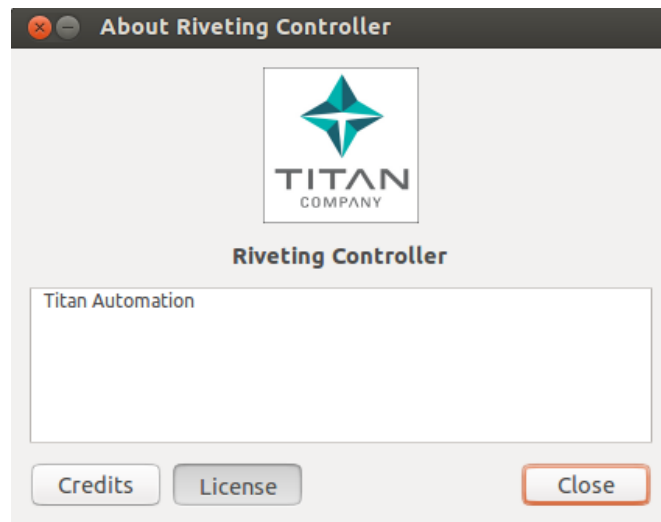 About Riveting Controller
TITAN
COMPANY
Riveting Controller
Titan Automation
Credits
License
Close